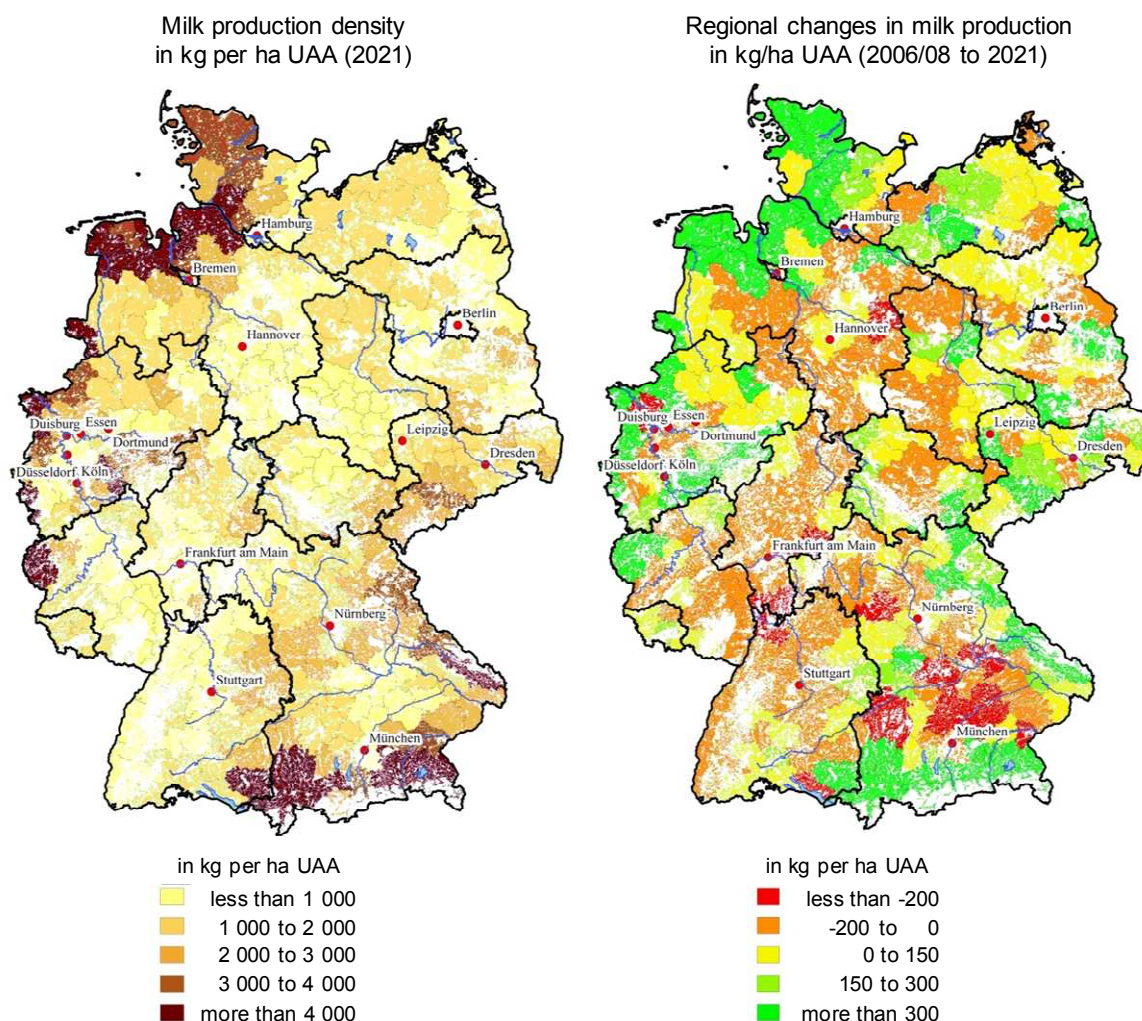 Milk production density
in kg per ha UAA (2021)
Hamburg
Bremen
Berlin
Hannover
Duisburg
Essen
Dortmund
Leipzig
Düsseldorf
Köln
Dresden
Frankfurt am Main
Nürnberg
Stuttgart
München
in kg per ha UAA
less than 1 000
1 000 to 2 000
2 000 to 3 000
3 000 to 4 000
more than 4 000
Regional changes in milk production
in kg/ha UAA (2006/08 to 2021)
Hamburg
Bremen
Berlin
Hannover
Duisburg
Essen
Dortmund
Leipzig
Düsseldorf
Köln
Dresden
Frankfurt am Main
Nürnberg
Stuttgart
München
in kg per ha UAA
less than -200
-200 to 0
0 to 150
150 to 300
more than 300